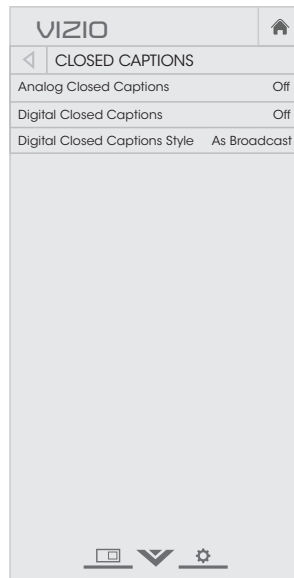 VIZIO
CLOSED CAPTIONS
Analog Closed Captions Off
Digital Closed Captions Off
Digital Closed Captions Style As Broadcast